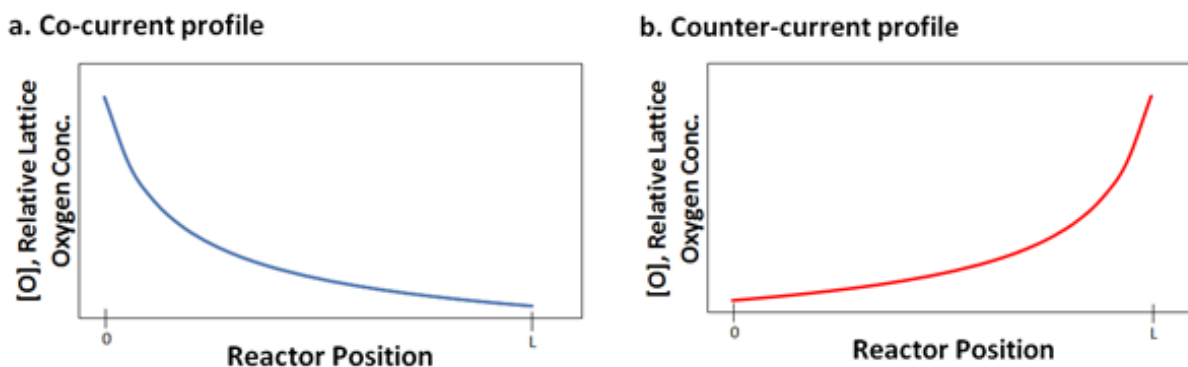 a. Co-current profile
[O], Relative Lattice
Oxygen Conc.
0
L
Reactor Position
b. Counter-current profile
[O], Relative Lattice
Oxygen Conc.
0
L
Reactor Position